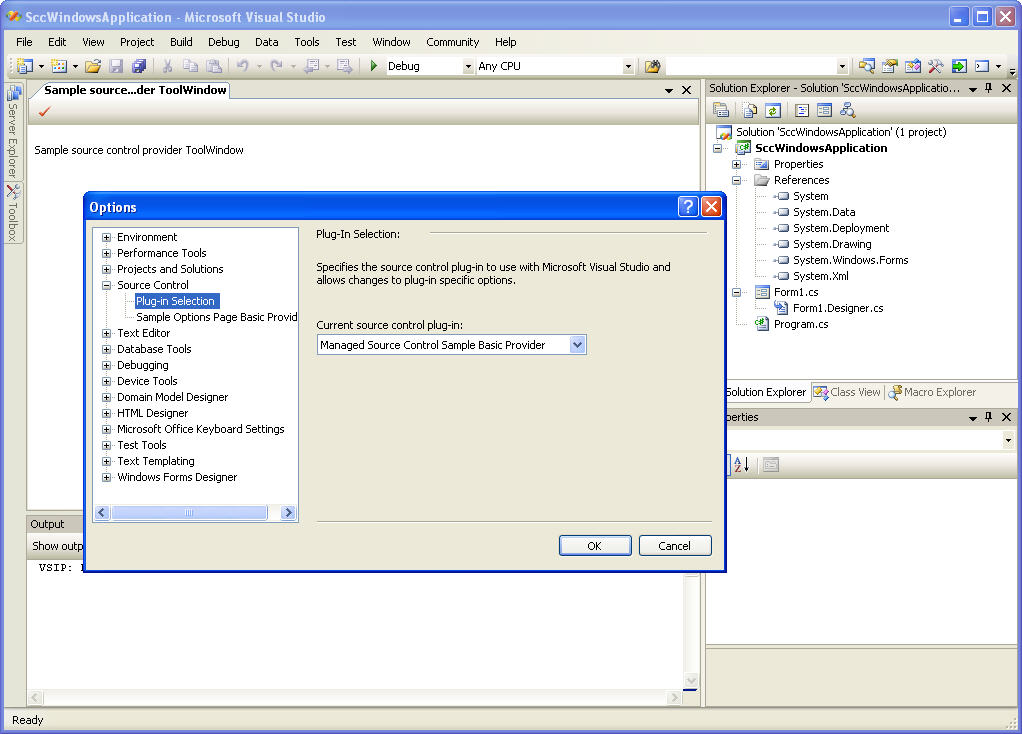 SccWindowsApplication - Microsoft Visual Studio
File Edit View Project Build Debug Data Tools Test Window Community Help
Debug Any CPU
Server Explorer
Toolbox
Sample source...der ToolWindow
Sample source control provider ToolWindow
Options
Environment
Performance Tools
Projects and Solutions
Source Control
Plug-in Selection
Sample Options Page Basic Provid
Text Editor
Database Tools
Debugging
Device Tools
Domain Model Designer
HTML Designer
Microsoft Office Keyboard Settings
Test Tools
Text Templating
Windows Forms Designer
Plug-In Selection:
Specifies the source control plug-in to use with Microsoft Visual Studio and
allows changes to plug-in specific options.
Current source control plug-in:
Managed Source Control Sample Basic Provider
OK Cancel
Solution Explorer - Solution 'SccWindowsApplicatio...
Solution 'SccWindowsApplication' (1 project)
SccWindowsApplication
Properties
References
System
System.Data
System.Deployment
System.Drawing
System.Windows.Forms
System.Xml
Form1.cs
Form1.Designer.cs
Program.cs
Solution Explorer Class View Macro Explorer
perties
Output
Show outp
VSIP:
Ready